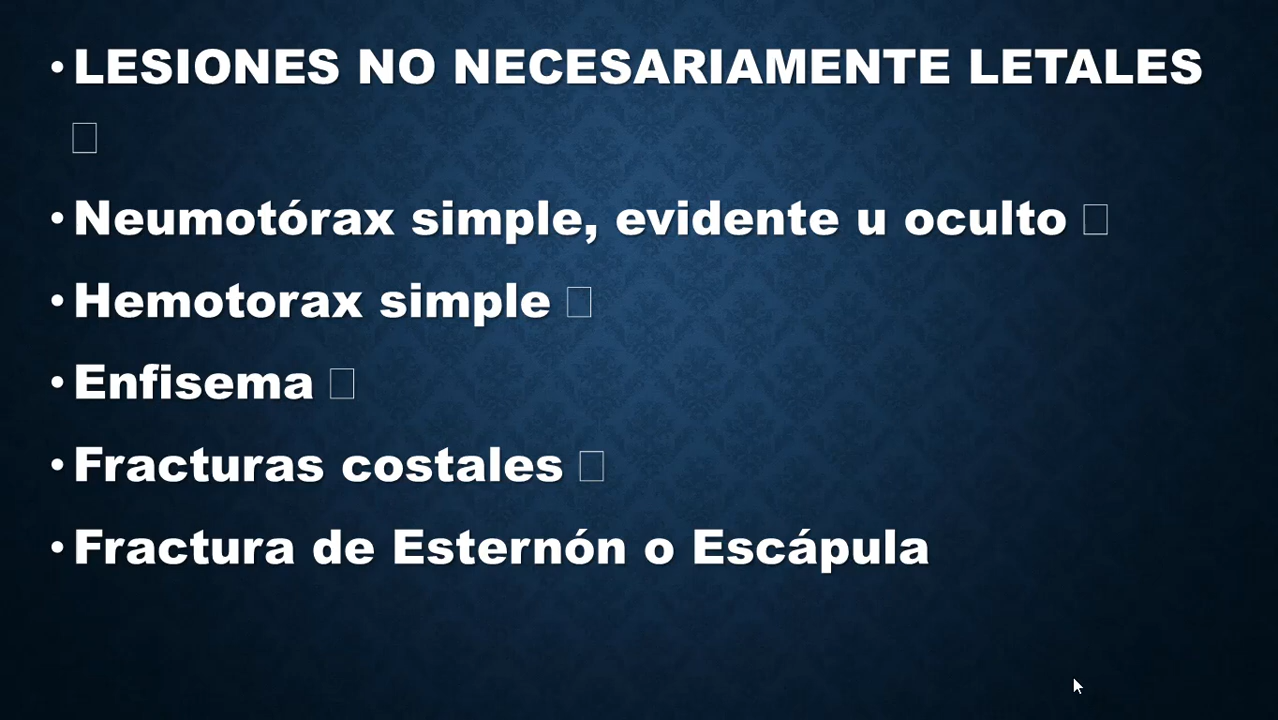 • LESIONES NO NECESARIAMENTE LETALES
• Neumotórax simple, evidente u oculto
• Hemotorax simple
• Enfisema
• Fracturas costales
• Fractura de Esternón o Escápula